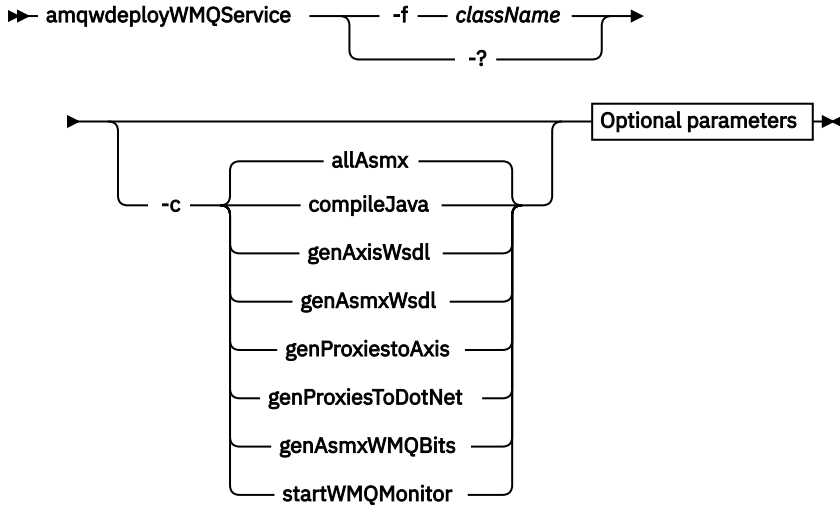 amqwdeployWMQService -f className
-?
Optional parameters
allAsmx
-c compileJava
genAxisWsdl
genAsmxWsdl
genProxiestoAxis
genProxiesToDotNet
genAsmxWMQBits
startWMQMonitor